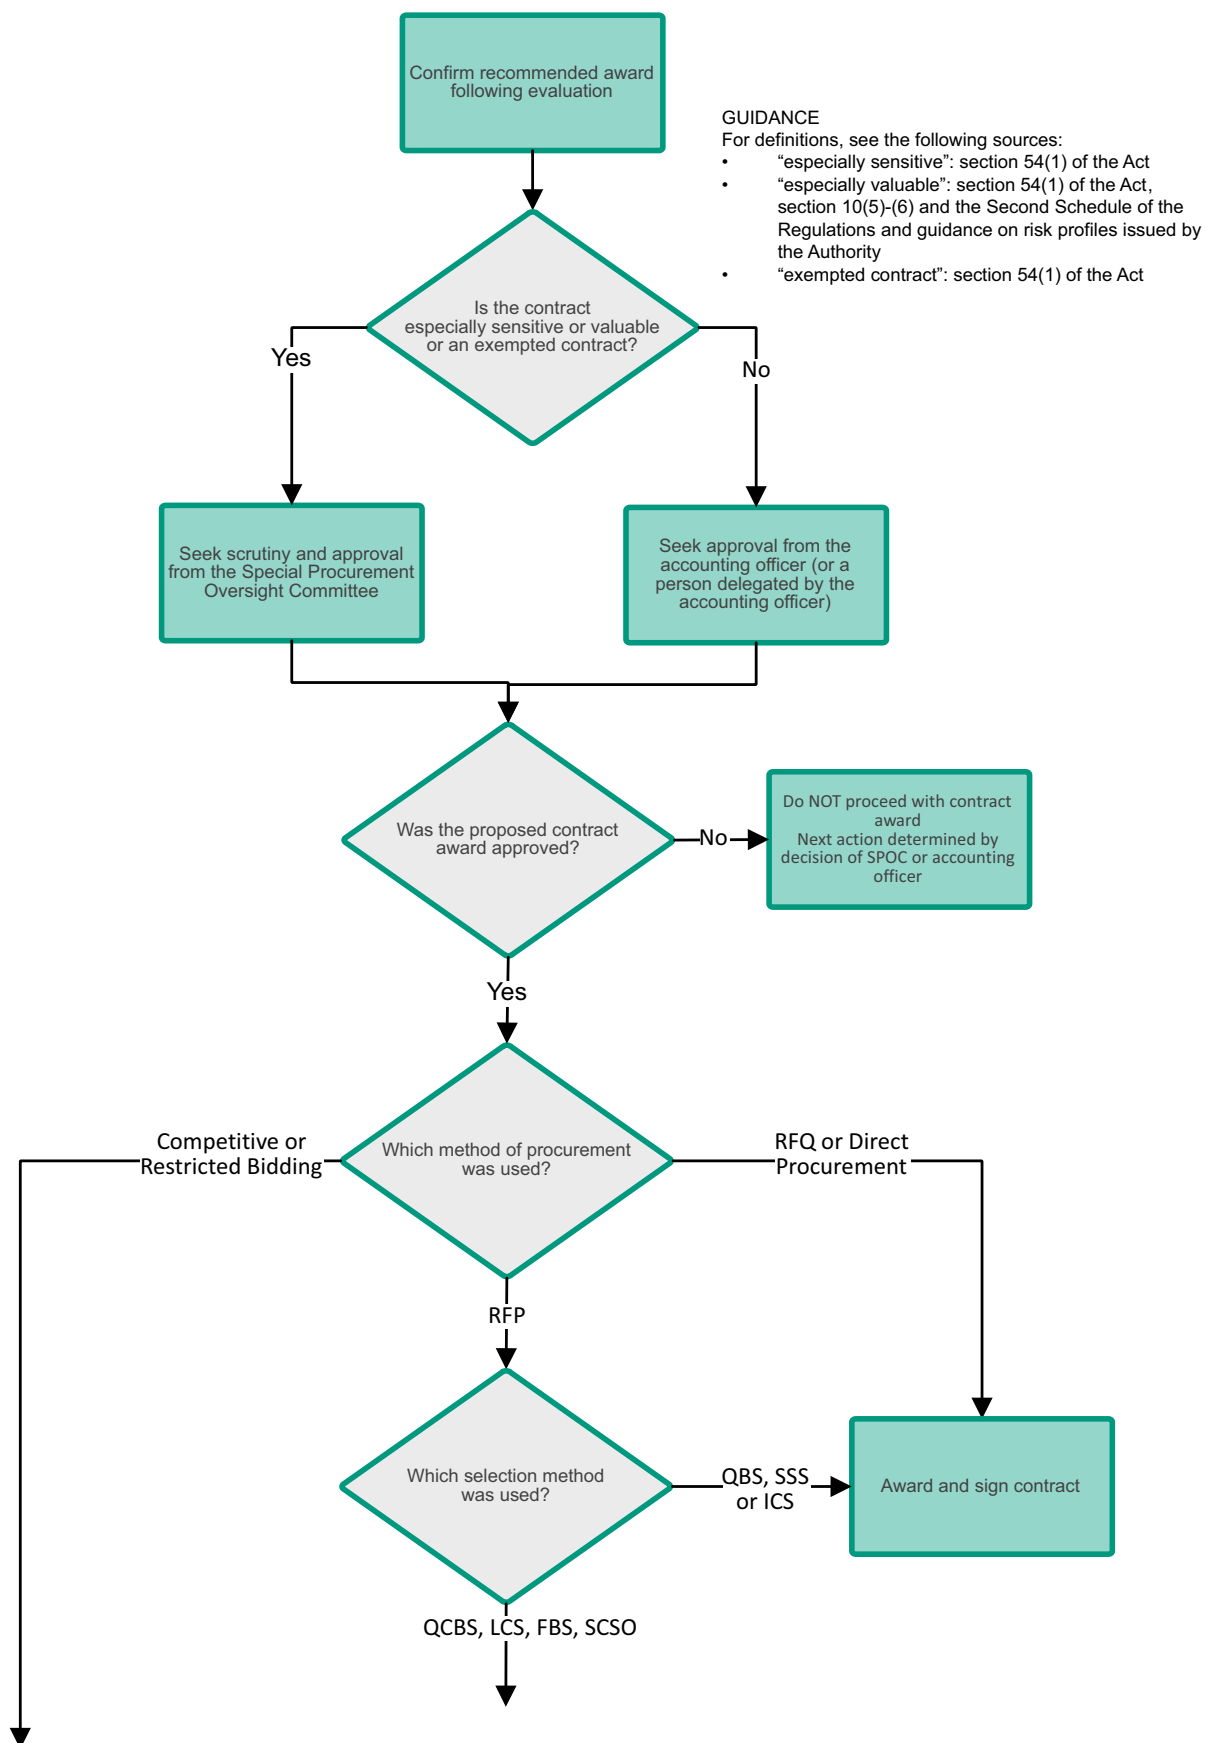 Confirm recommended award
following evaluation
GUIDANCE
For definitions, see the following sources:
• “especially sensitive”: section 54(1) of the Act
• “especially valuable”: section 54(1) of the Act,
section 10(5)-(6) and the Second Schedule of the
Regulations and guidance on risk profiles issued by
the Authority
• “exempted contract”: section 54(1) of the Act
Is the contract
especially sensitive or valuable
or an exempted contract?
Yes
No
Seek scrutiny and approval
from the Special Procurement
Oversight Committee
Seek approval from the
accounting officer (or a
person delegated by the
accounting officer)
Was the proposed contract
award approved?
No
Do NOT proceed with contract
award
Next action determined by
decision of SPOC or accounting
officer
Yes
Competitive or
Restricted Bidding
Which method of procurement
was used?
RFQ or Direct
Procurement
RFP
Which selection method
was used?
QBS, SSS
or ICS
Award and sign contract
QCBS, LCS, FBS, SCSO